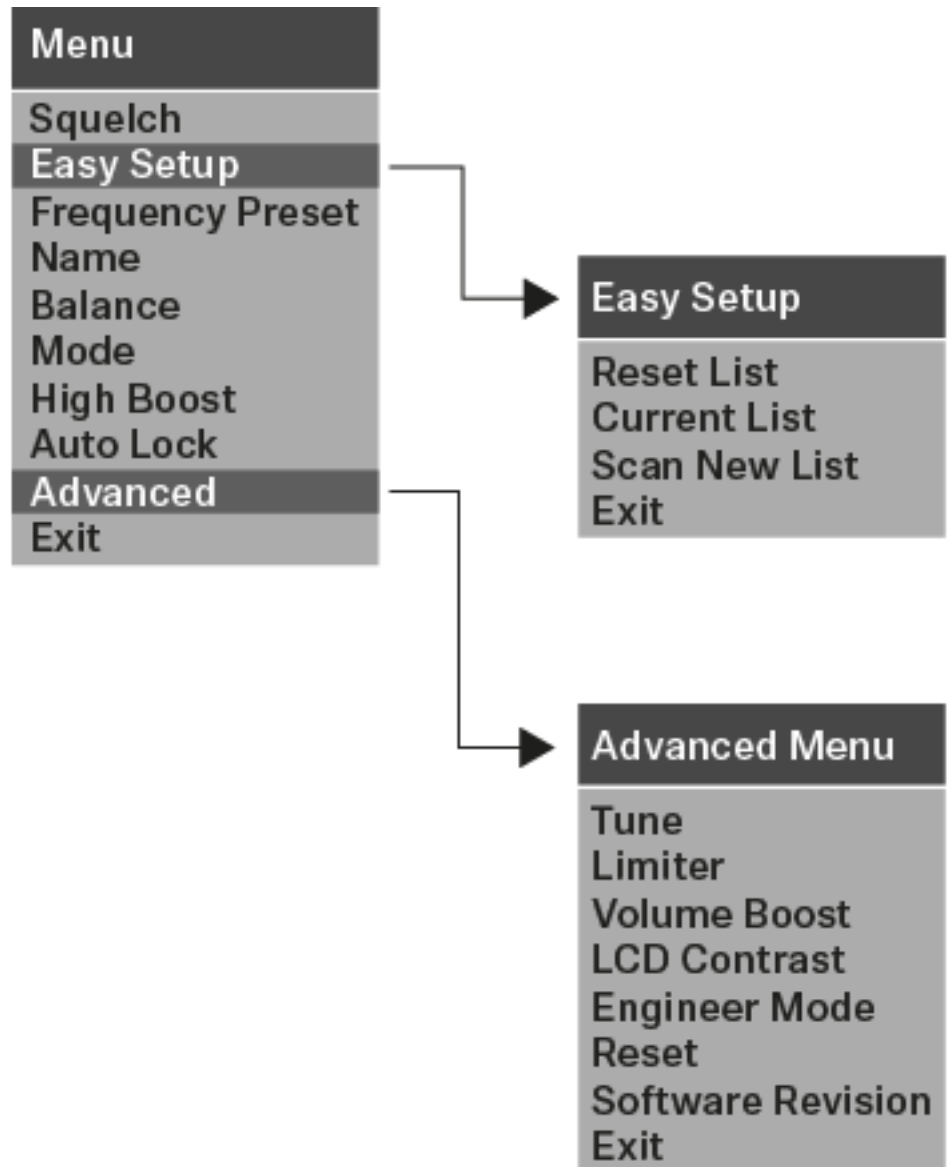 Menu
Squelch
Easy Setup
Frequency Preset
Name
Balance
Mode
High Boost
Auto Lock
Advanced
Exit
Easy Setup
Reset List
Current List
Scan New List
Exit
Advanced Menu
Tune
Limiter
Volume Boost
LCD Contrast
Engineer Mode
Reset
Software Revision
Exit